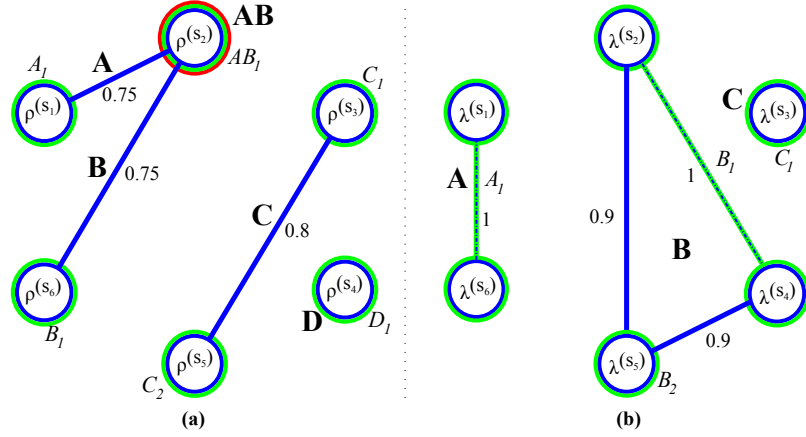 ρ(s₂)
AB
AB₁
A₁
A
0.75
ρ(s₁)
C₁
ρ(s₃)
B
0.75
C
0.8
ρ(s₆)
B₁
ρ(s₄)
D
D₁
ρ(s₅)
C₂
(a)
λ(s₂)
λ(s₁)
C
λ(s₃)
C₁
A
A₁
1
B₁
1
0.9
B
λ(s₆)
λ(s₄)
0.9
λ(s₅)
B₂
(b)